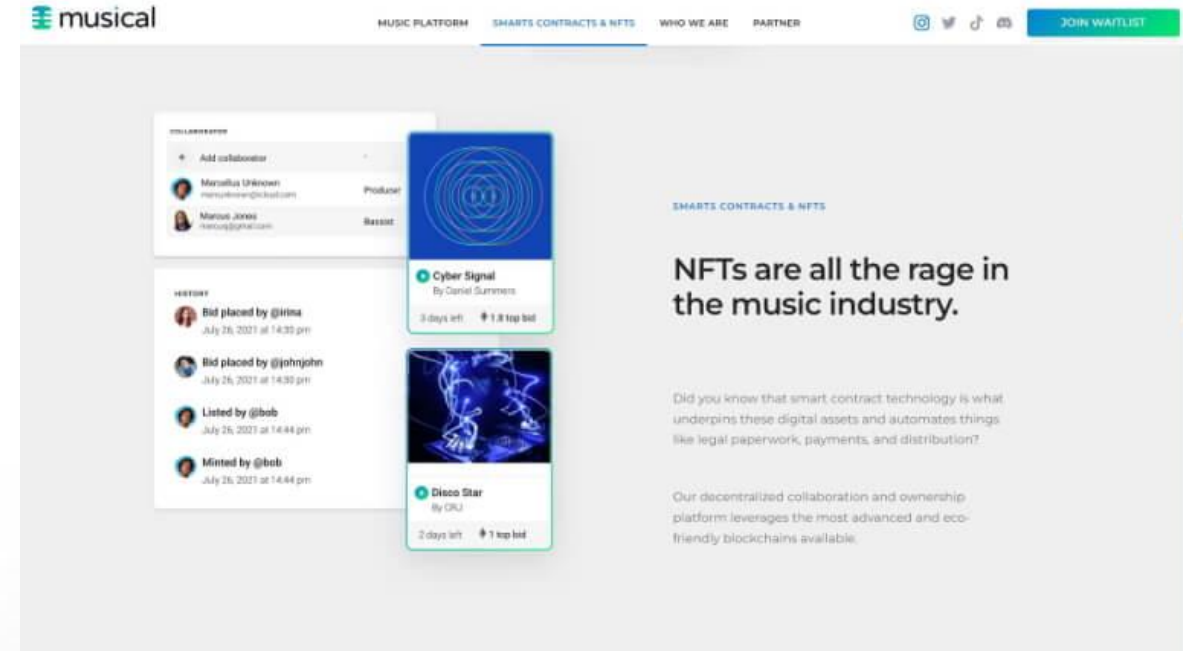 musical
MUSIC PLATFORM
SMARTS CONTRACTS & NFTS
WHO WE ARE
PARTNER
JOIN WAITLIST
COLLABORATOR
+ Add collaborator
Marcellus Unknown
Producer
Marcus Jones
Bassist
HISTORY
Bid placed by @irina
July 26, 2021 at 14:30 pm
Bid placed by @johnjohn
July 26, 2021 at 14:30 pm
Listed by @bob
July 26, 2021 at 14:44 pm
Minted by @bob
July 26, 2021 at 14:44 pm
Cyber Signal
By Daniel Summers
3 days left
1.8 top bid
Disco Star
2 days left
1 top bid
SMARTS CONTRACTS & NFTS
NFTs are all the rage in
the music industry.
Did you know that smart contract technology is what
underpins these digital assets and automates things
like legal paperwork, payments, and distribution?
Our decentralized collaboration and ownership
platform leverages the most advanced and eco-
friendly blockchains available.